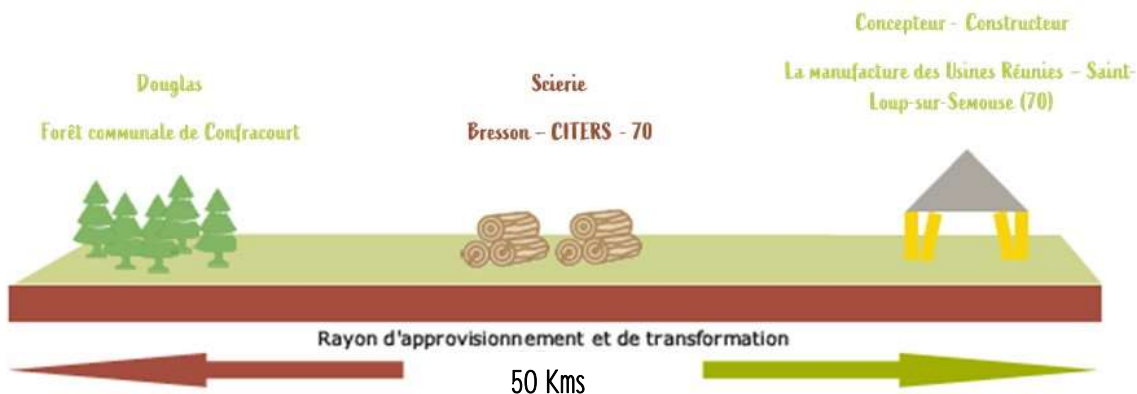 Concepteur - Constructeur
Douglas
Scierie
La manufacture des Usines Réunies – Saint-
Loup-sur-Semouse (70)
Forêt communale de Confracourt
Bresson – CITERS - 70
Rayon d'approvisionnement et de transformation
50 Kms